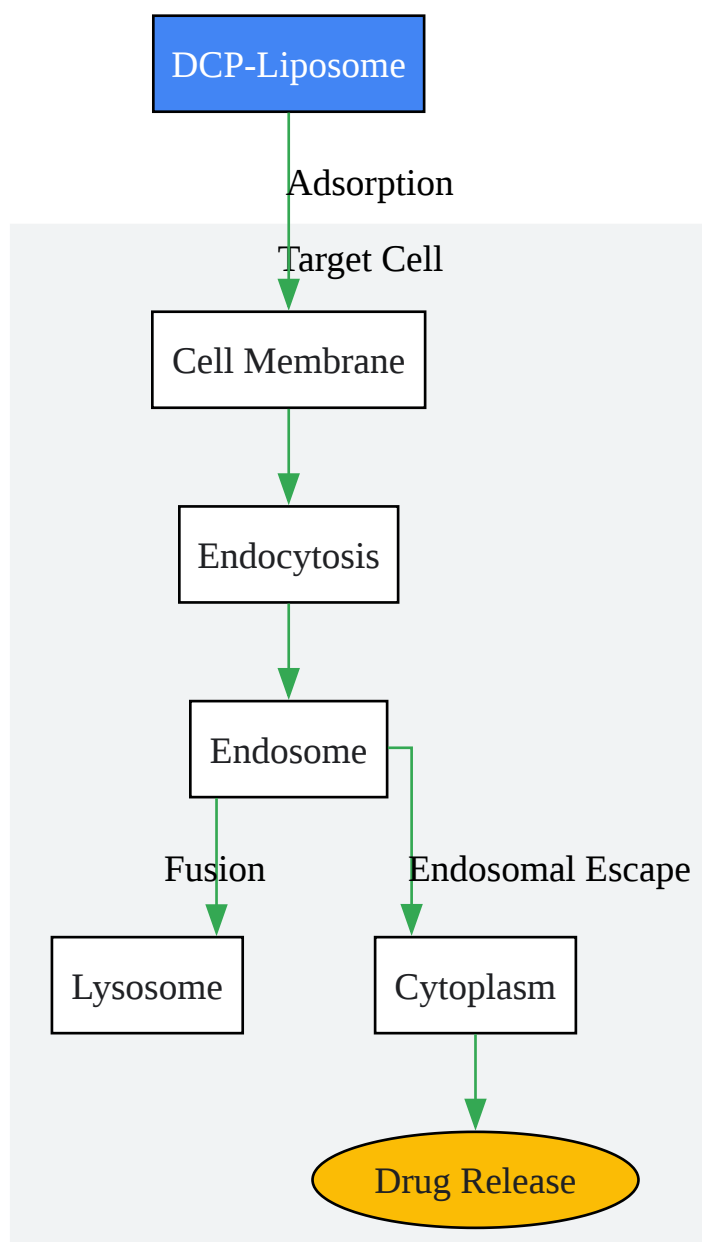 DCP-Liposome
Adsorption
Target Cell
Cell Membrane
Endocytosis
Endosome
Fusion
Endosomal Escape
Lysosome
Cytoplasm
Drug Release